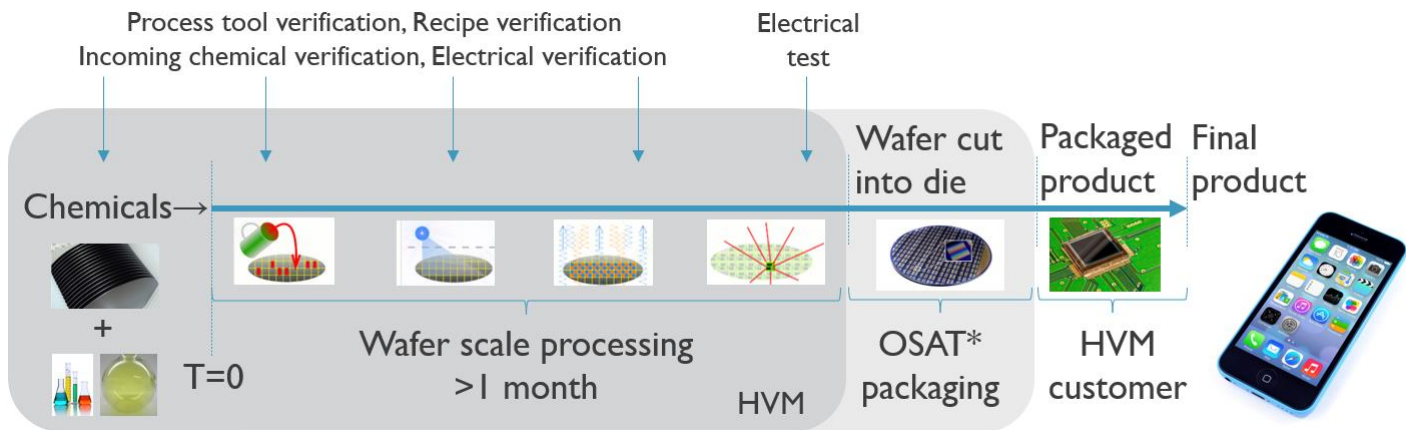 Process tool verification, Recipe verification
Incoming chemical verification, Electrical verification
Electrical
test
Chemicals→
+
T=0
Wafer scale processing
>1 month
HVM
Wafer cut
into die
OSAT*
packaging
Packaged
product
HVM
customer
Final
product